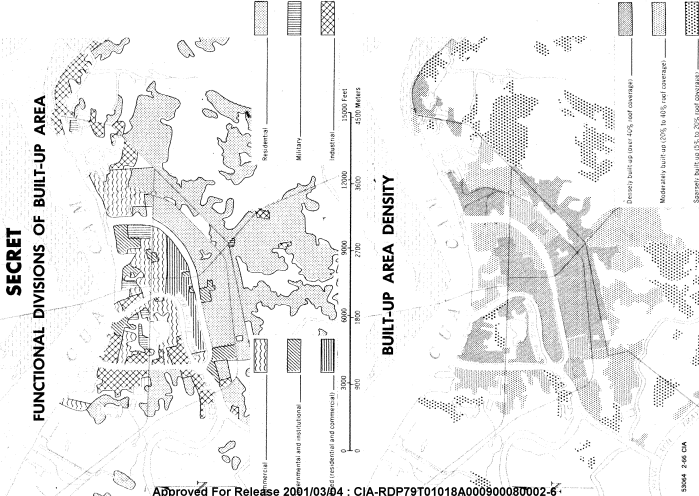 SECRET
FUNCTIONAL DIVISIONS OF BUILT-UP AREA
Residential
Military
Industrial
0 3000 6000 9000 12000 15000 Feet
0 900 1800 2700 3600 4500 Meters
mmercial
ernmental and institutional
ed (residential and commercial)
BUILT-UP AREA DENSITY
Densely built-up (over 40% roof coverage)
Moderately built-up (20% to 40% roof coverage)
Sparsely built-up (5% to 20% roof coverage)
53064 2-66 CIA
Approved For Release 2001/03/04 : CIA-RDP79T01018A000900080002-6